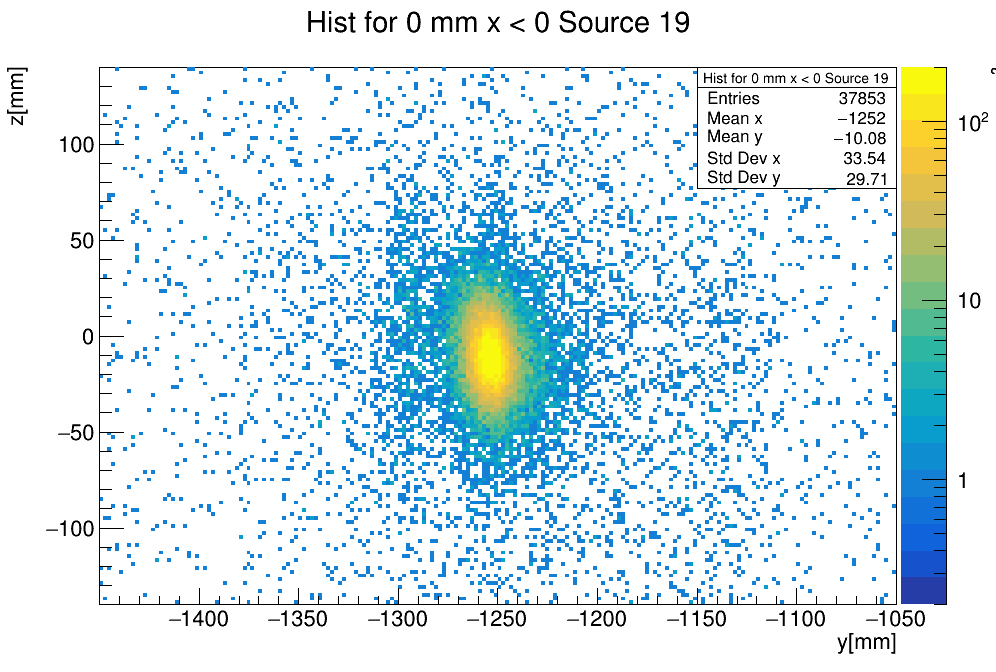 Hist for 0 mm x < 0 Source 19
z[mm]
Hist for 0 mm x < 0 Source 19
Entries 37853
Mean x −1252
Mean y −10.08
Std Dev x 33.54
Std Dev y 29.71
100
50
0
−50
−100
10²
10
1
−1400 −1350 −1300 −1250 −1200 −1150 −1100 −1050
y[mm]